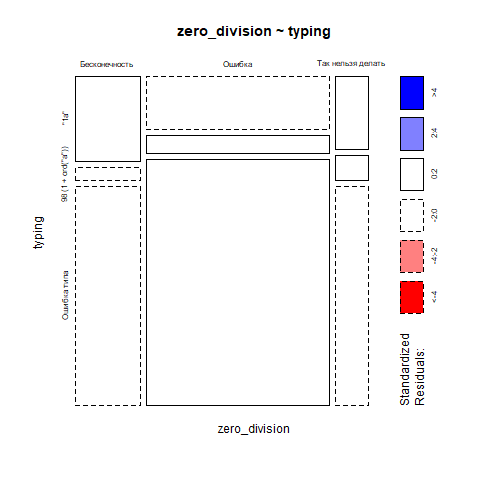 zero_division ~ typing
Бесконечность
Ошибка
Так нельзя делать
"1a"
98 (1 + ord("a"))
Ошибка типа
typing
zero_division
>4
2:4
0:2
-2:0
-4:-2
<-4
Standardized
Residuals: